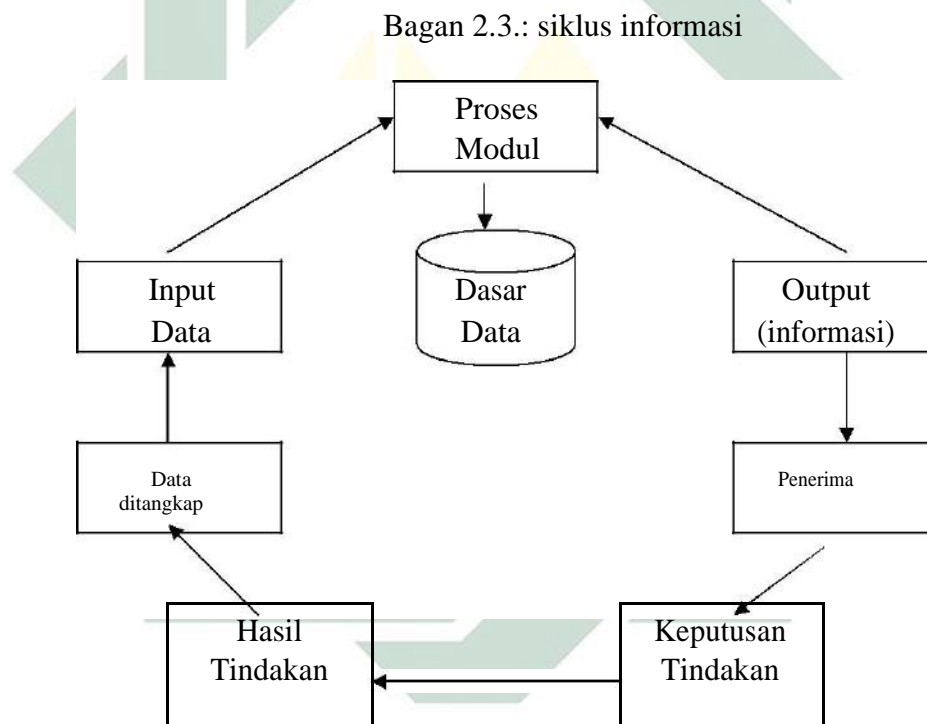 Bagan 2.3.: siklus informasi
Proses
Modul
Input
Data
Dasar
Data
Output
(informasi)
Data
ditangkap
Penerima
Hasil
Tindakan
Keputusan
Tindakan